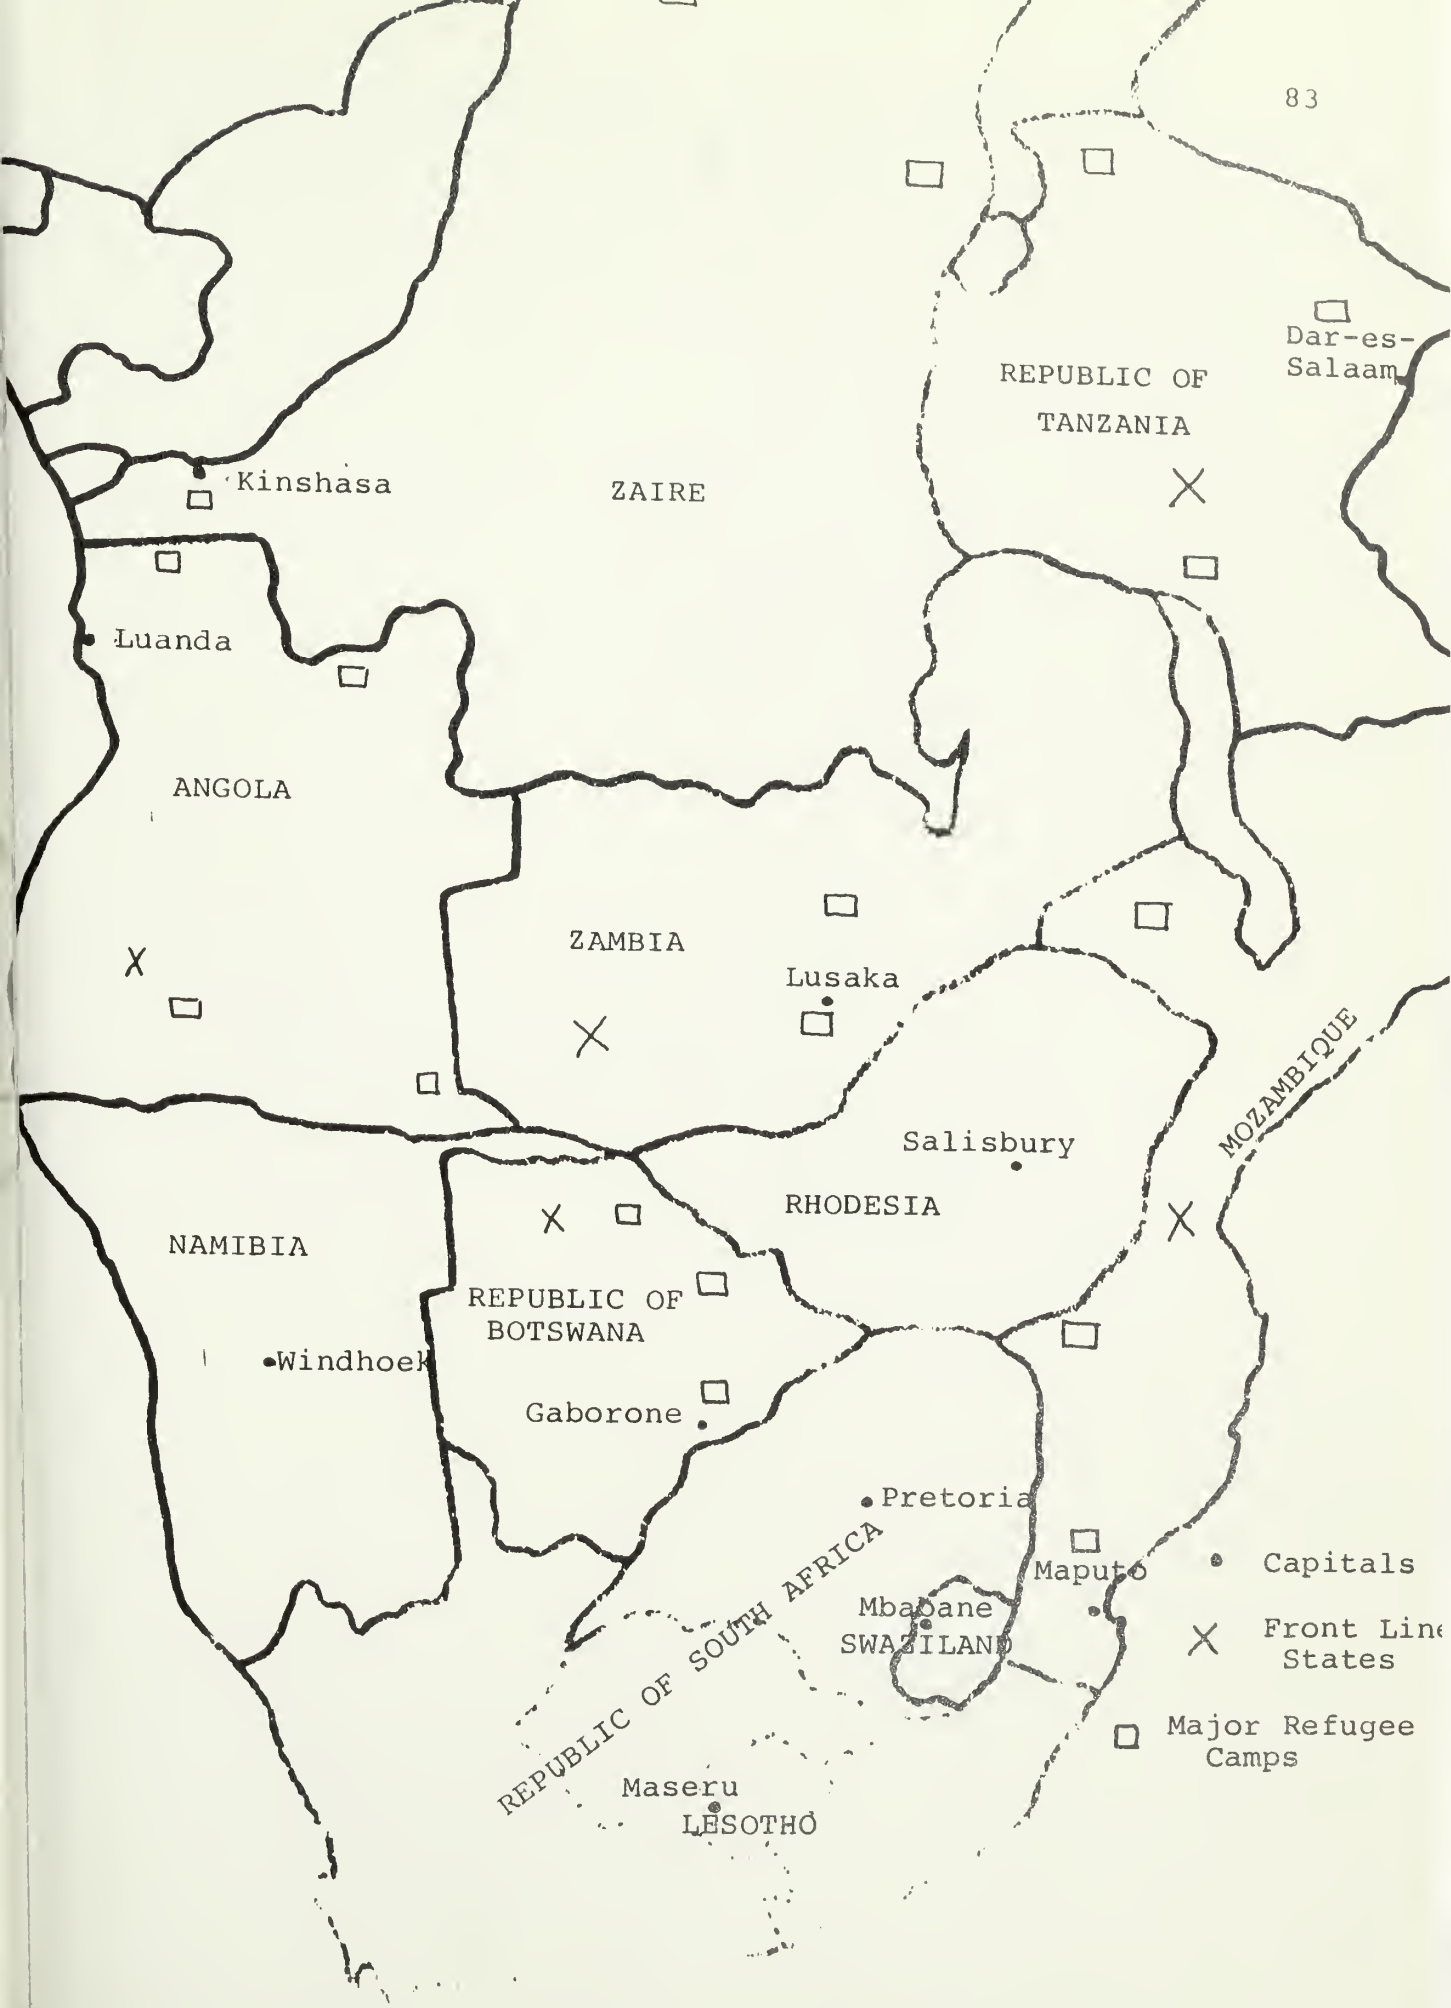 83
Dar-es-
Salaam
REPUBLIC OF
TANZANIA
Kinshasa
ZAIRE
Luanda
ANGOLA
ZAMBIA
Lusaka
MOZAMBIQUE
Salisbury
RHODESIA
NAMIBIA
REPUBLIC OF
BOTSWANA
Windhoek
Gaborone
Pretoria
REPUBLIC OF SOUTH AFRICA
Maputo
Mbabane
SWAZILAND
Maseru
LESOTHO
Capitals
Front Line
States
Major Refugee
Camps